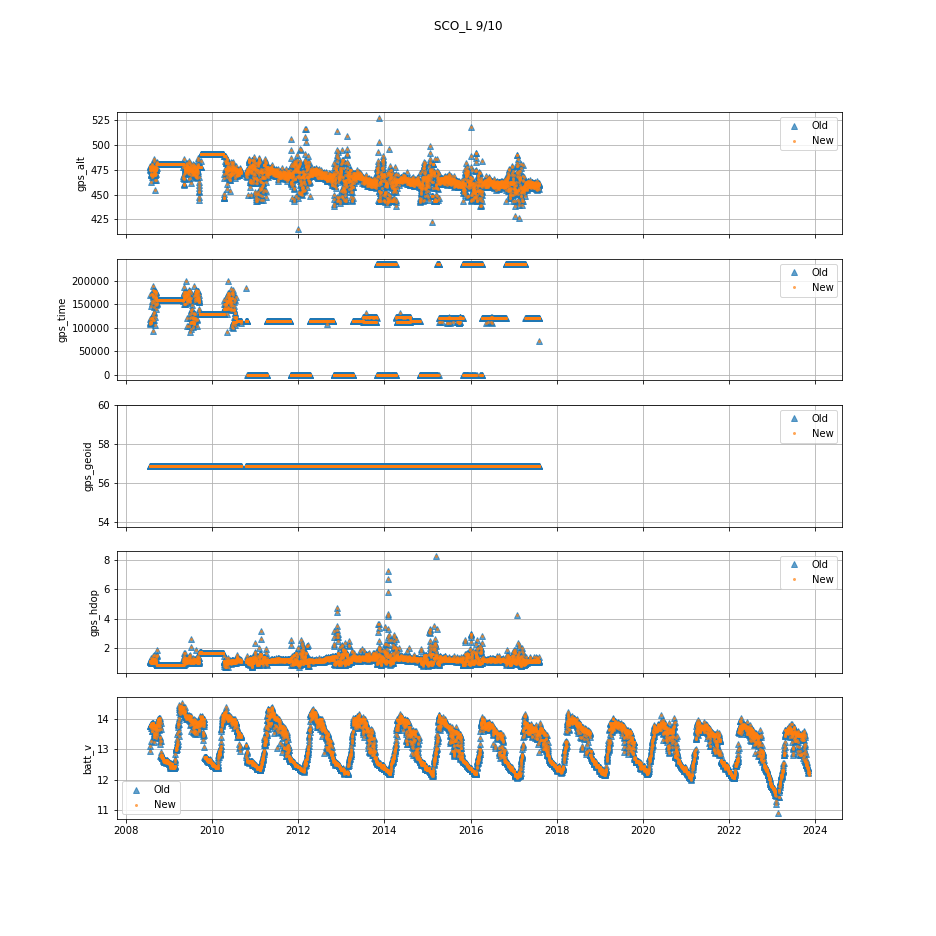 SCO_L 9/10
525
500
475
450
425
gps_alt
Old
New
200000
150000
100000
50000
0
gps_time
Old
New
60
58
56
54
gps_geoid
Old
New
8
6
4
2
gps_hdop
Old
New
14
13
12
11
batt_v
Old
New
2008 2010 2012 2014 2016 2018 2020 2022 2024